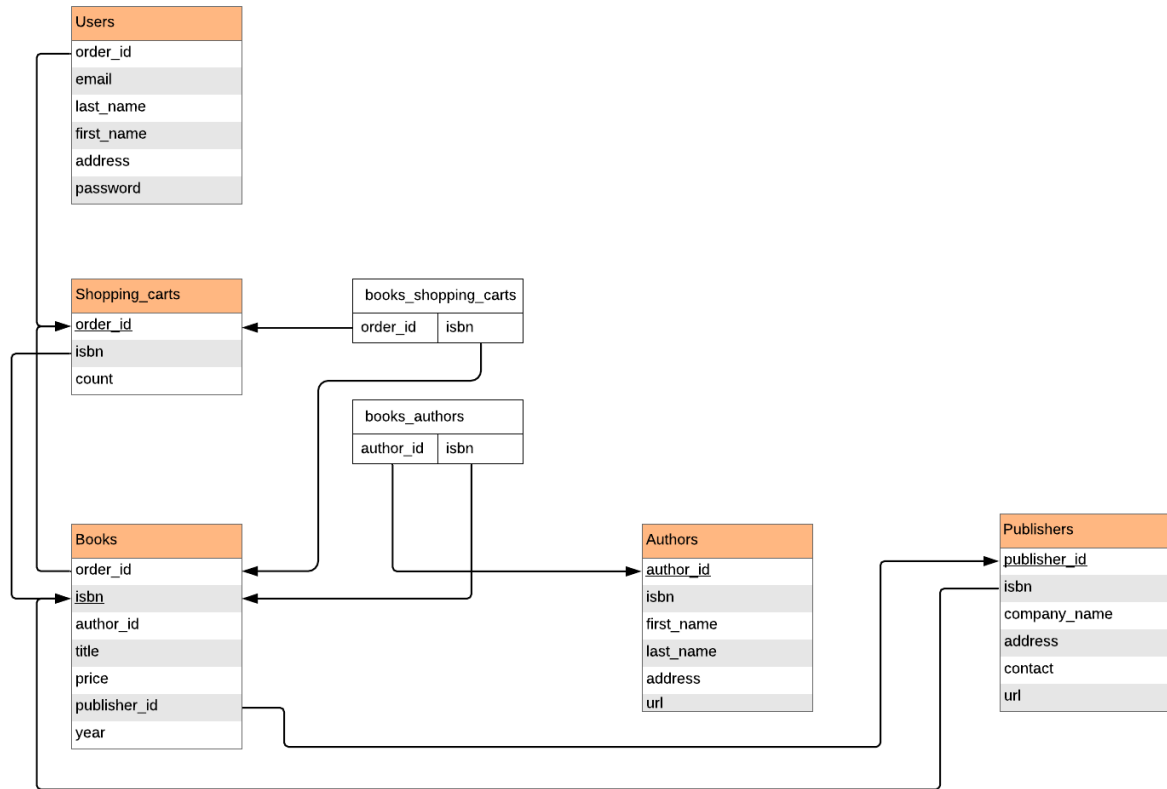 Users
order_id
email
last_name
first_name
address
password
Shopping_carts
order_id
isbn
count
books_shopping_carts
order_id isbn
books_authors
author_id isbn
Books
order_id
isbn
author_id
title
price
publisher_id
year
Authors
author_id
isbn
first_name
last_name
address
url
Publishers
publisher_id
isbn
company_name
address
contact
url